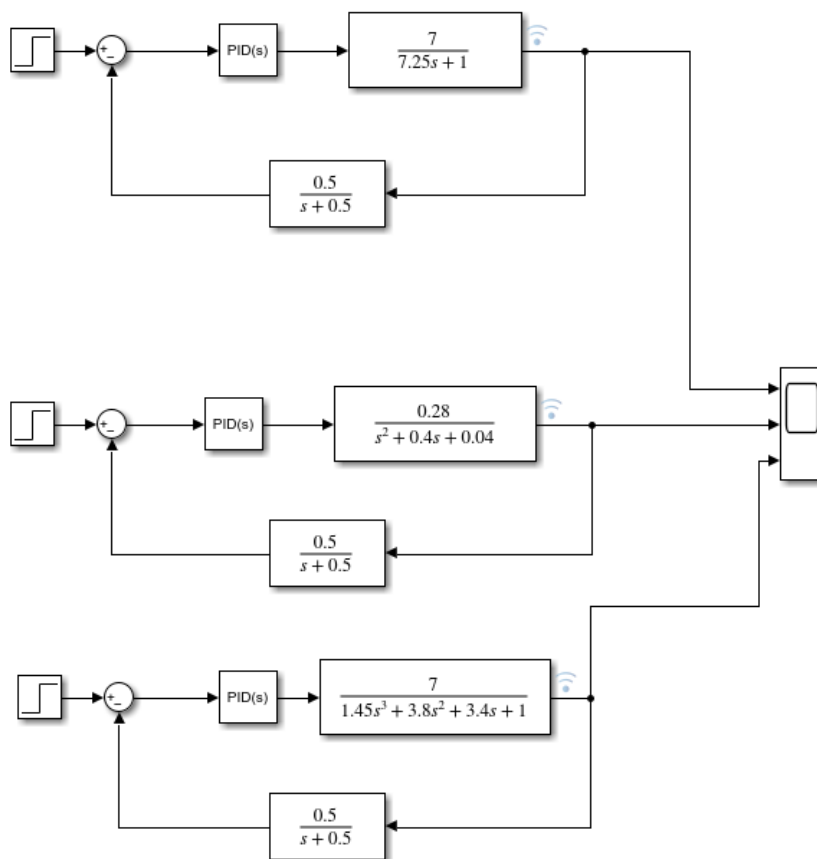 +
−
PID(s)
7
7.25s + 1
0.5
s + 0.5
+
−
PID(s)
0.28
s² + 0.4s + 0.04
0.5
s + 0.5
+
−
PID(s)
7
1.45s³ + 3.8s² + 3.4s + 1
0.5
s + 0.5